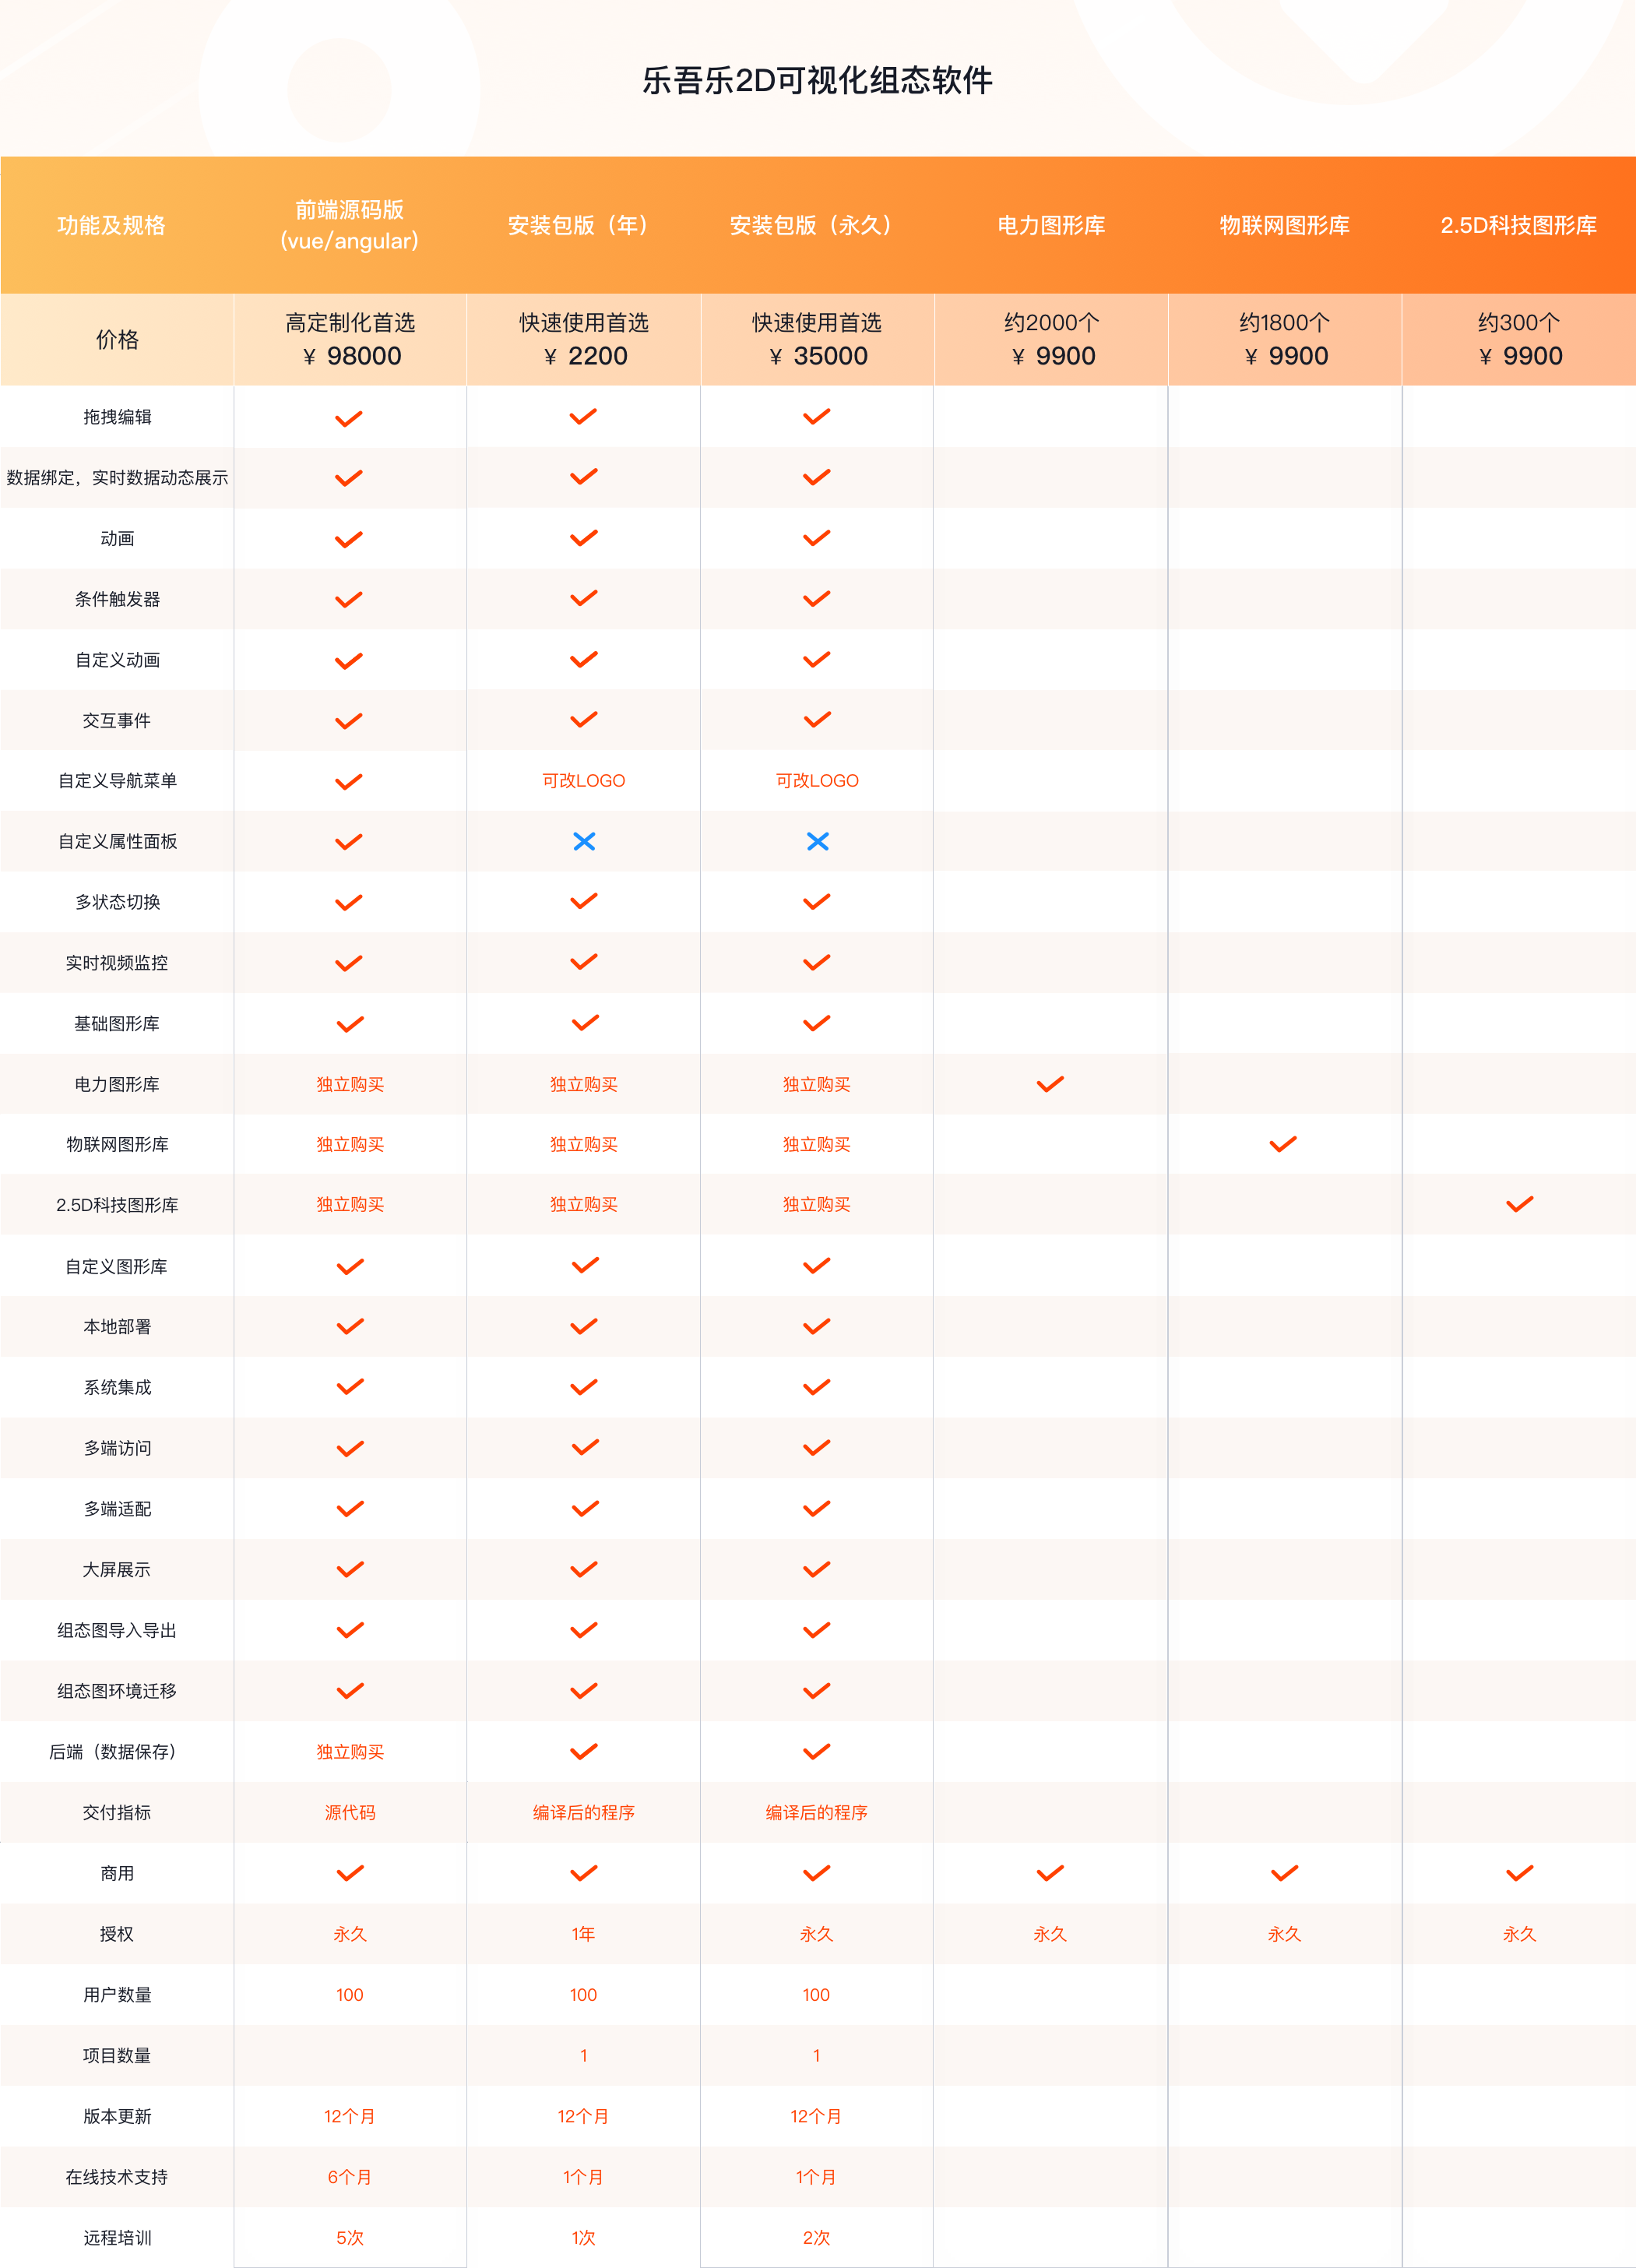 乐吾乐2D可视化组态软件
功能及规格 前端源码版 (vue/angular) 安装包版（年） 安装包版（永久） 电力图形库 物联网图形库 2.5D科技图形库
价格 高定制化首选 ¥ 98000 快速使用首选 ¥ 2200 快速使用首选 ¥ 35000 约2000个 ¥ 9900 约1800个 ¥ 9900 约300个 ¥ 9900
拖拽编辑
数据绑定，实时数据动态展示
动画
条件触发器
自定义动画
交互事件
自定义导航菜单 可改LOGO 可改LOGO
自定义属性面板
多状态切换
实时视频监控
基础图形库
电力图形库 独立购买 独立购买 独立购买
物联网图形库 独立购买 独立购买 独立购买
2.5D科技图形库 独立购买 独立购买 独立购买
自定义图形库
本地部署
系统集成
多端访问
多端适配
大屏展示
组态图导入导出
组态图环境迁移
后端（数据保存） 独立购买
交付指标 源代码 编译后的程序 编译后的程序
商用
授权 永久 1年 永久 永久 永久 永久
用户数量 100 100 100
项目数量 1 1
版本更新 12个月 12个月 12个月
在线技术支持 6个月 1个月 1个月
远程培训 5次 1次 2次